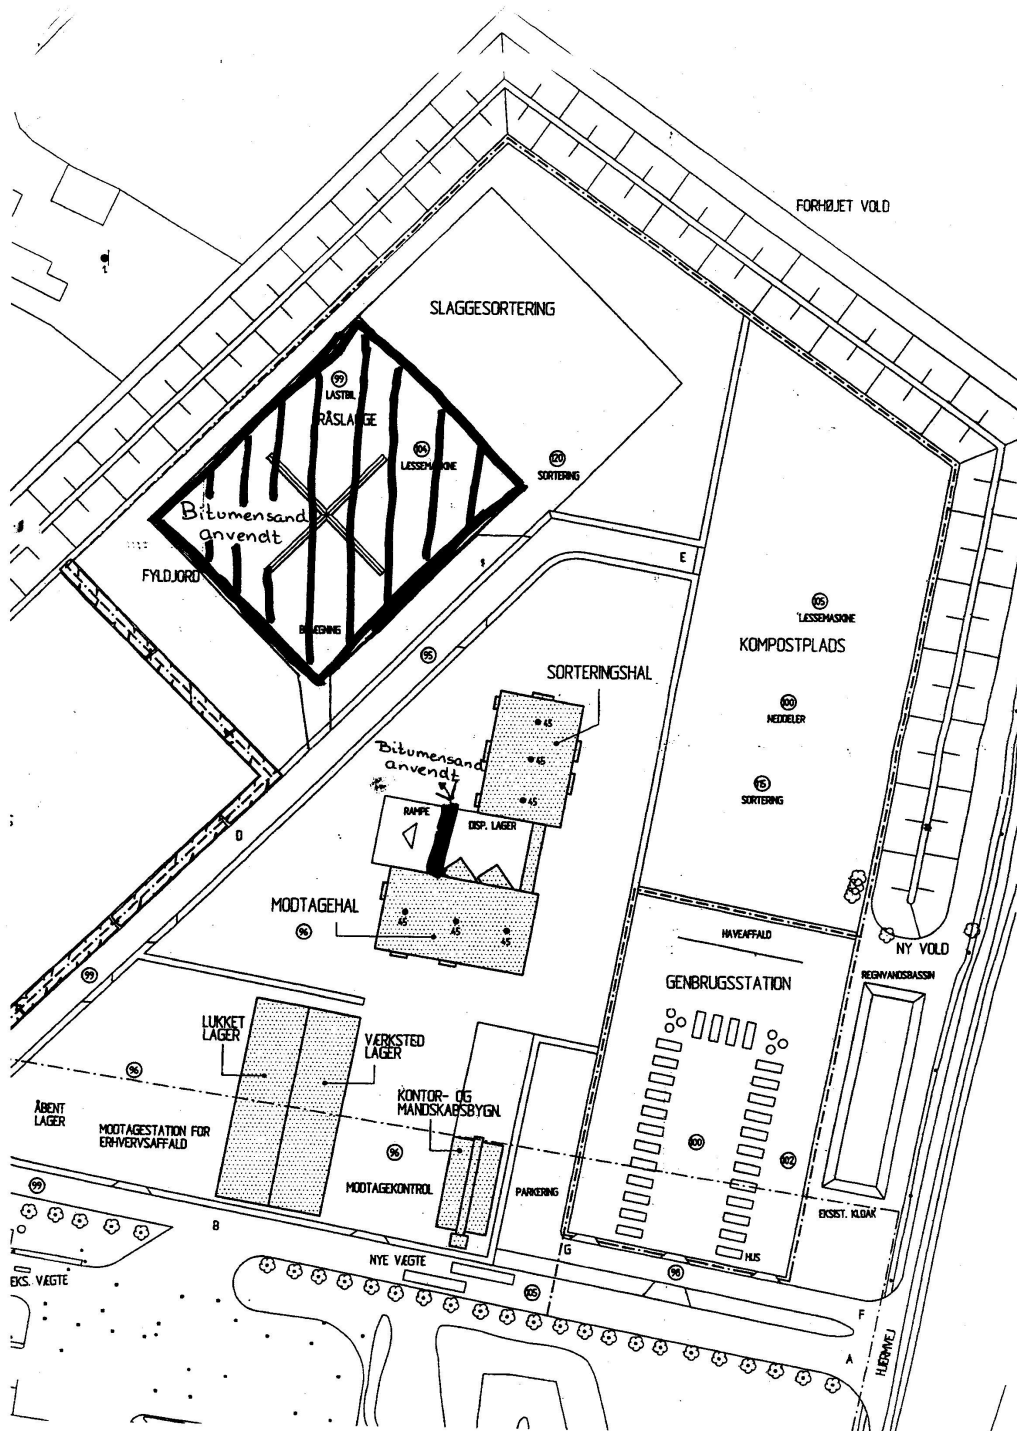 FORHØJET VOLD
SLAGGESORTERING
99
LASTBIL
RÅSLAGGE
104
LÆSSEMASKINE
120
SORTERING
Bitumensand
anvendt
FYLDJORD
E
105
LÆSSEMASKINE
KOMPOSTPLADS
95
SORTERINGSHAL
100
NEDDELER
45
Bitumensand
anvendt
45
115
SORTERING
45
RAMPE
DISP. LAGER
D
MODTAGEHAL
96
45
45
45
HAVEAFFALD
NY VOLD
99
GENBRUGSSTATION
REGNVANDSBASSIN
LUKKET
LAGER
VÆRKSTED
LAGER
96
KONTOR- OG
MANDSKABSBYGN.
ÅBENT
LAGER
MODTAGESTATION FOR
ERHVERVSAFFALD
96
100
102
99
MODTAGEKONTROL
PARKERING
EKSIST. KLOAK
B
G
HUS
NYE VÆGTE
98
EKS. VÆGTE
105
F
A
HJERMVEJ